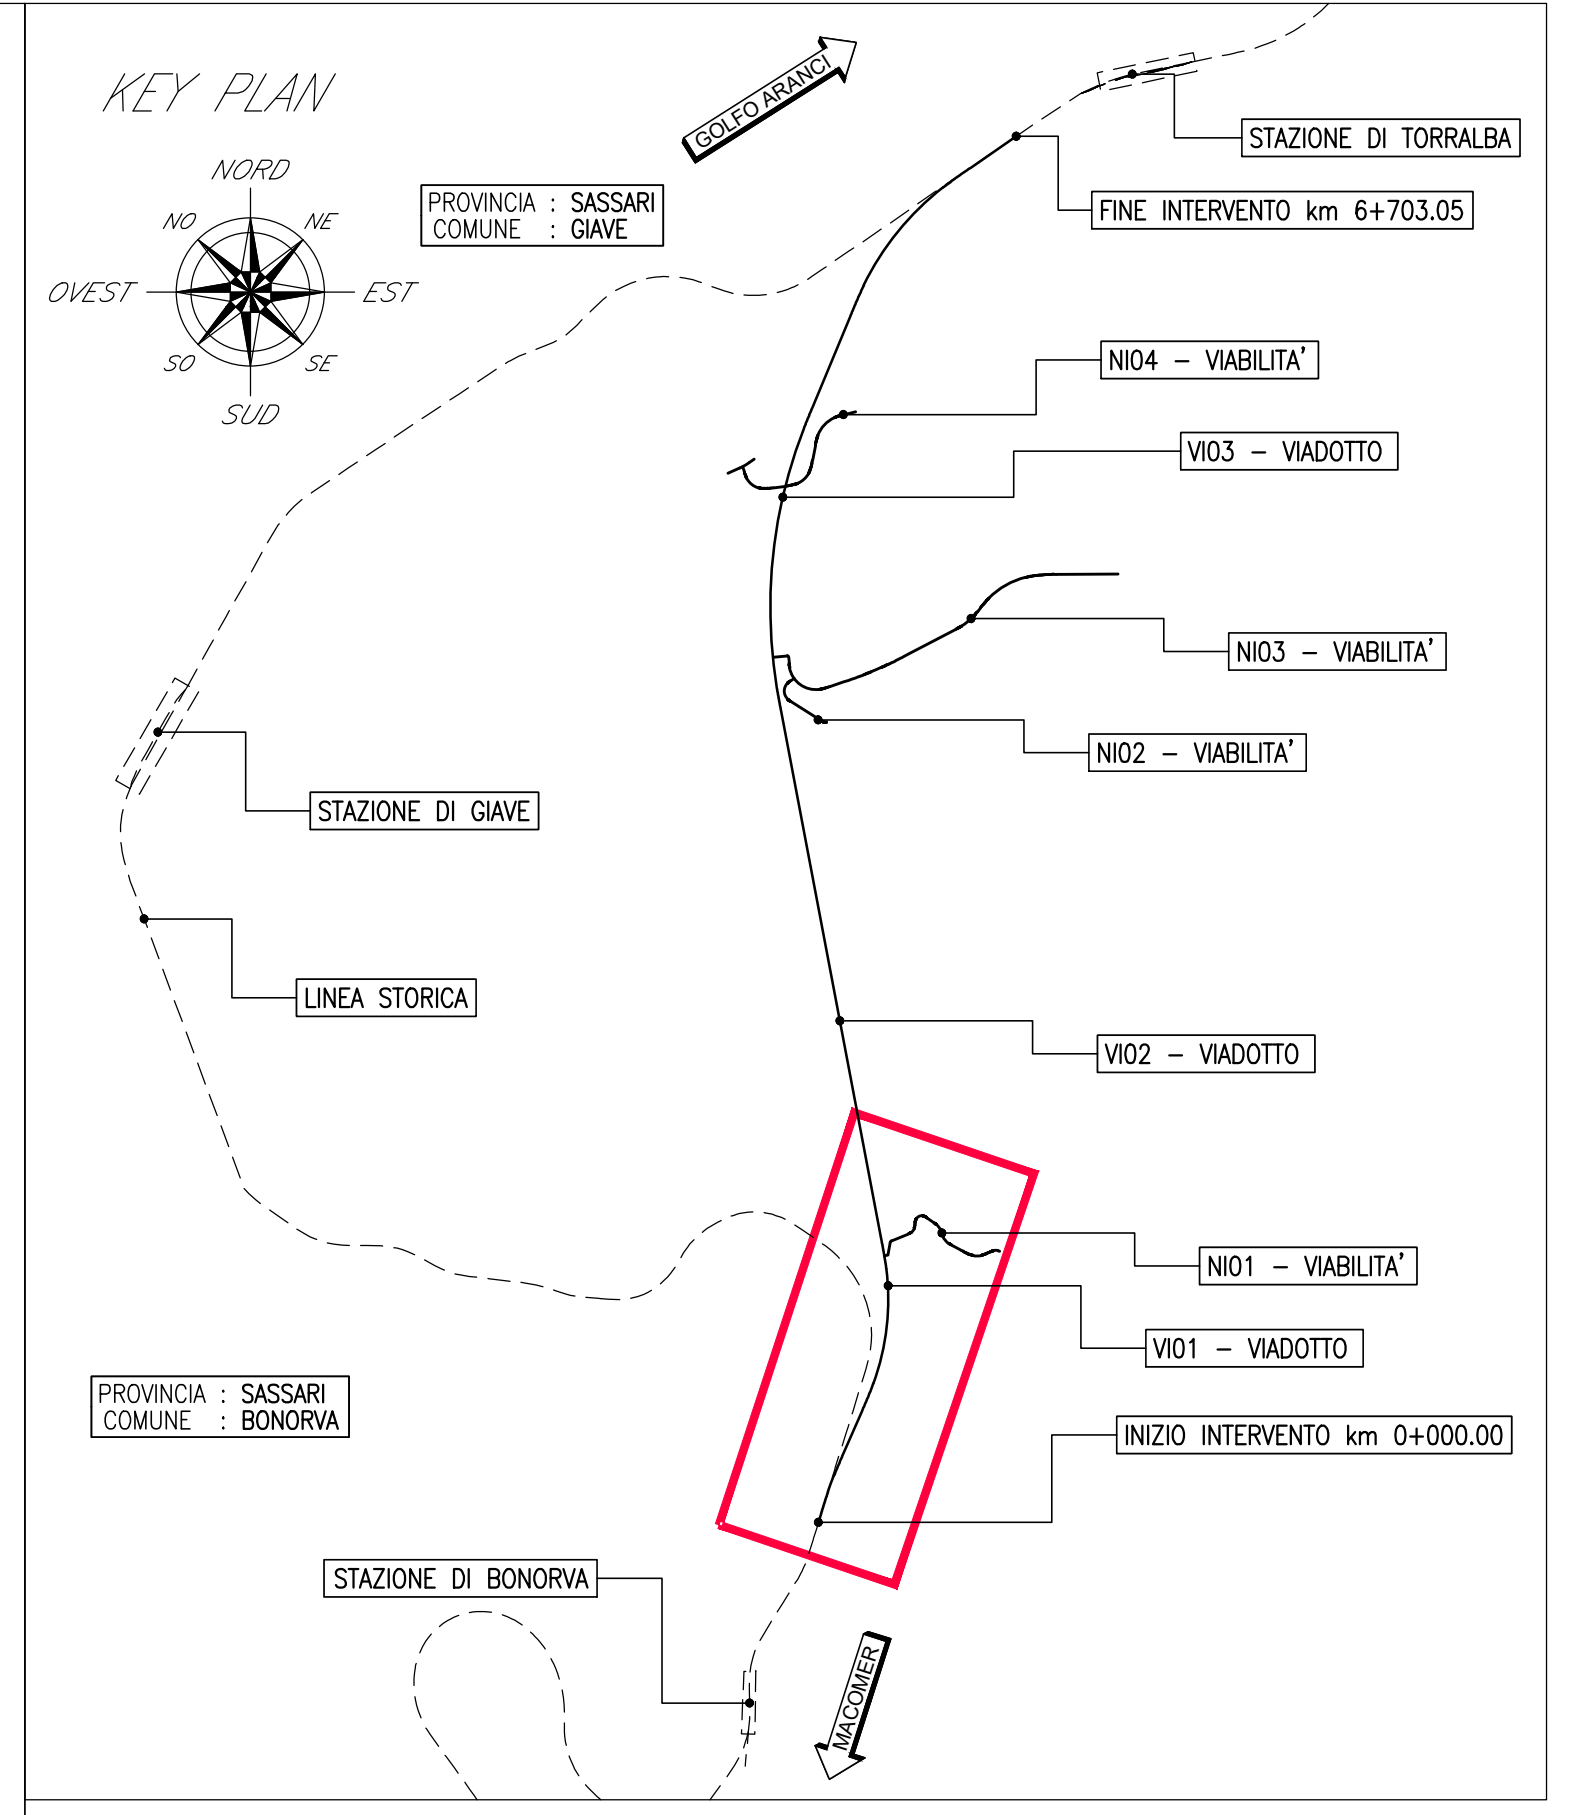 KEY PLAN
GOLFO ARANCI
STAZIONE DI TORRALBA
NORD
NO
NE
PROVINCIA : SASSARI
COMUNE : GIAVE
FINE INTERVENTO km 6+703.05
OVEST
EST
SO
SE
SUD
NI04 - VIABILITA'
VI03 - VIADOTTO
NI03 - VIABILITA'
NI02 - VIABILITA'
STAZIONE DI GIAVE
LINEA STORICA
VI02 - VIADOTTO
NI01 - VIABILITA'
VI01 - VIADOTTO
PROVINCIA : SASSARI
COMUNE : BONORVA
INIZIO INTERVENTO km 0+000.00
STAZIONE DI BONORVA
MACOMER